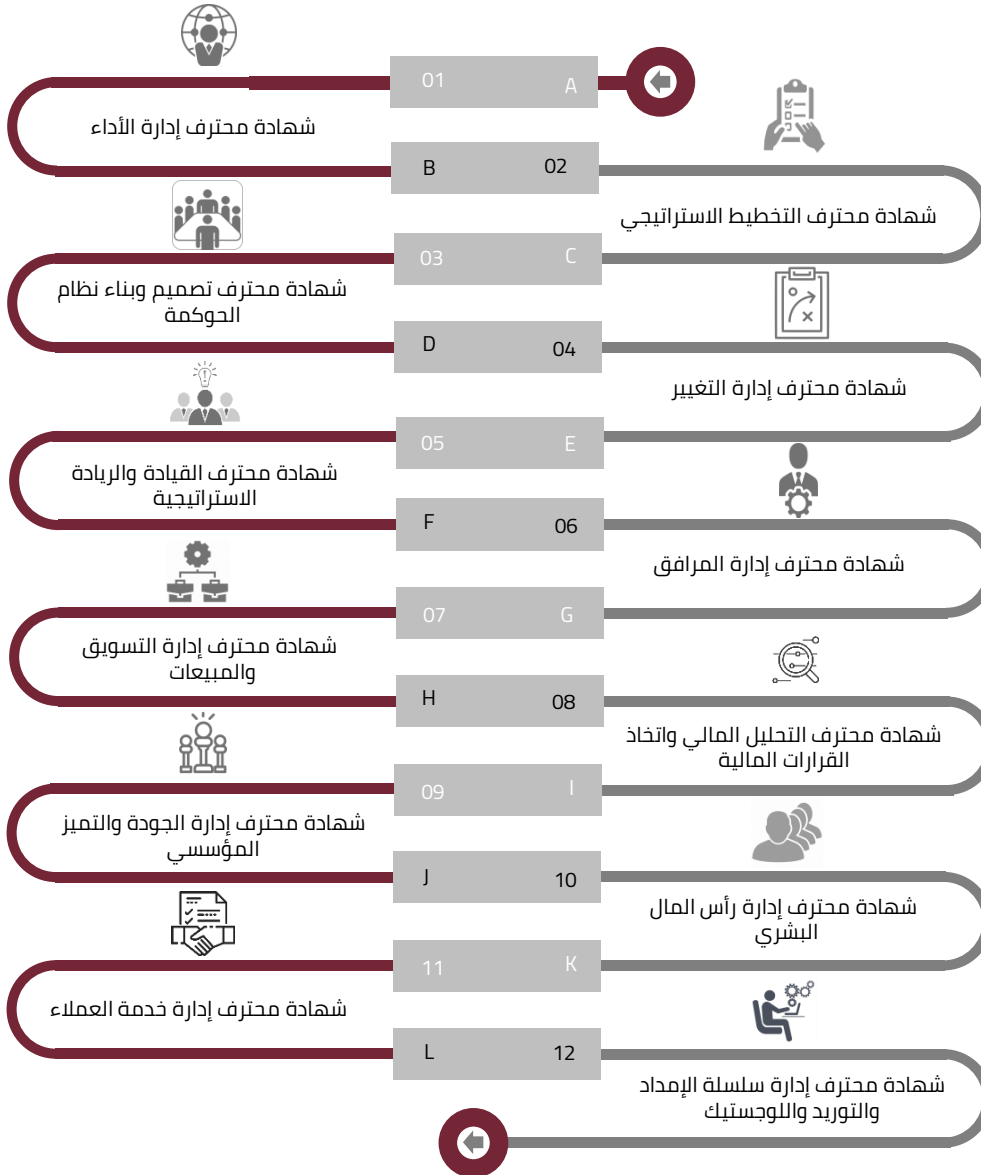 01 A
شهادة محترف إدارة الأداء
B 02
شهادة محترف التخطيط الاستراتيجي
03 C
شهادة محترف تصميم وبناء نظام
الحوكمة
D 04
شهادة محترف إدارة التغيير
05 E
شهادة محترف القيادة والريادة
الاستراتيجية
F 06
شهادة محترف إدارة المرافق
07 G
شهادة محترف إدارة التسويق
والمبيعات
H 08
شهادة محترف التحليل المالي واتخاذ
القرارات المالية
09 I
شهادة محترف إدارة الجودة والتميز
المؤسسي
J 10
شهادة محترف إدارة رأس المال
البشري
11 K
شهادة محترف إدارة خدمة العملاء
L 12
شهادة محترف إدارة سلسلة الإمداد
والتوريد واللوجستيك